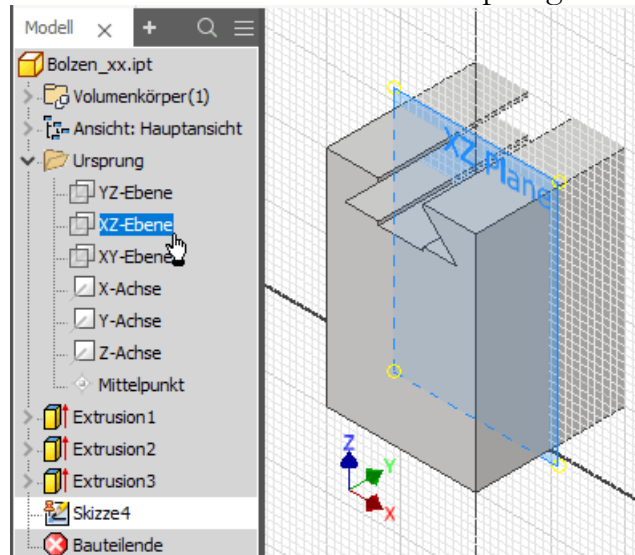 Modell × +
Bolzen_xx.ipt
Volumenkörper(1)
Ansicht: Hauptansicht
Ursprung
YZ-Ebene
XZ-Ebene
XY-Ebene
X-Achse
Y-Achse
Z-Achse
Mittelpunkt
Extrusion1
Extrusion2
Extrusion3
Skizze4
Bauteilende
XZ Plane
Z
Y
X